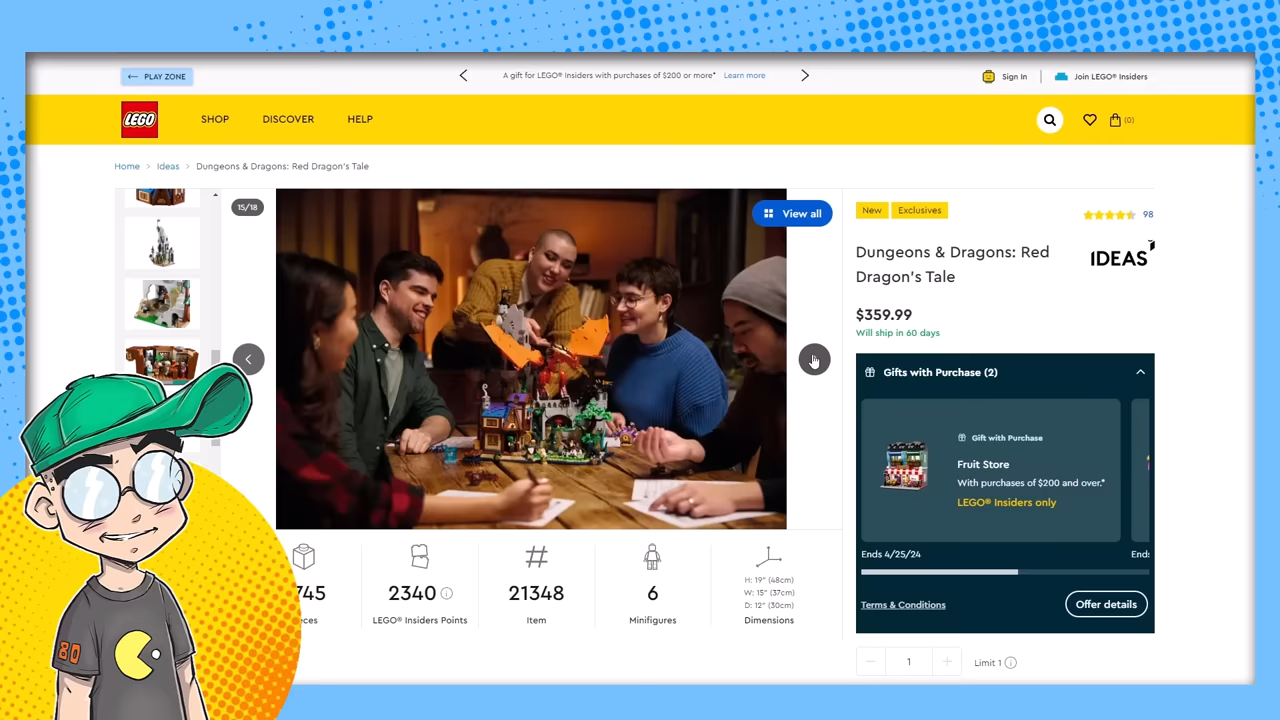 PLAY ZONE
A gift for LEGO® Insiders with purchases of $200 or more* Learn more
Sign In
Join LEGO® Insiders
LEGO
SHOP
DISCOVER
HELP
(0)
Home > Ideas > Dungeons & Dragons: Red Dragon's Tale
15/18
View all
New
Exclusives
98
Dungeons & Dragons: Red
Dragon's Tale
IDEAS
$359.99
Will ship in 60 days
Gifts with Purchase (2)
Gift with Purchase
Fruit Store
With purchases of $200 and over.*
LEGO® Insiders only
Ends 4/25/24
Terms & Conditions
Offer details
1
Limit 1
745
2340
LEGO® Insiders Points
#
21348
Item
6
Minifigures
H: 19" (48cm)
W: 15" (37cm)
D: 12" (30cm)
Dimensions
80